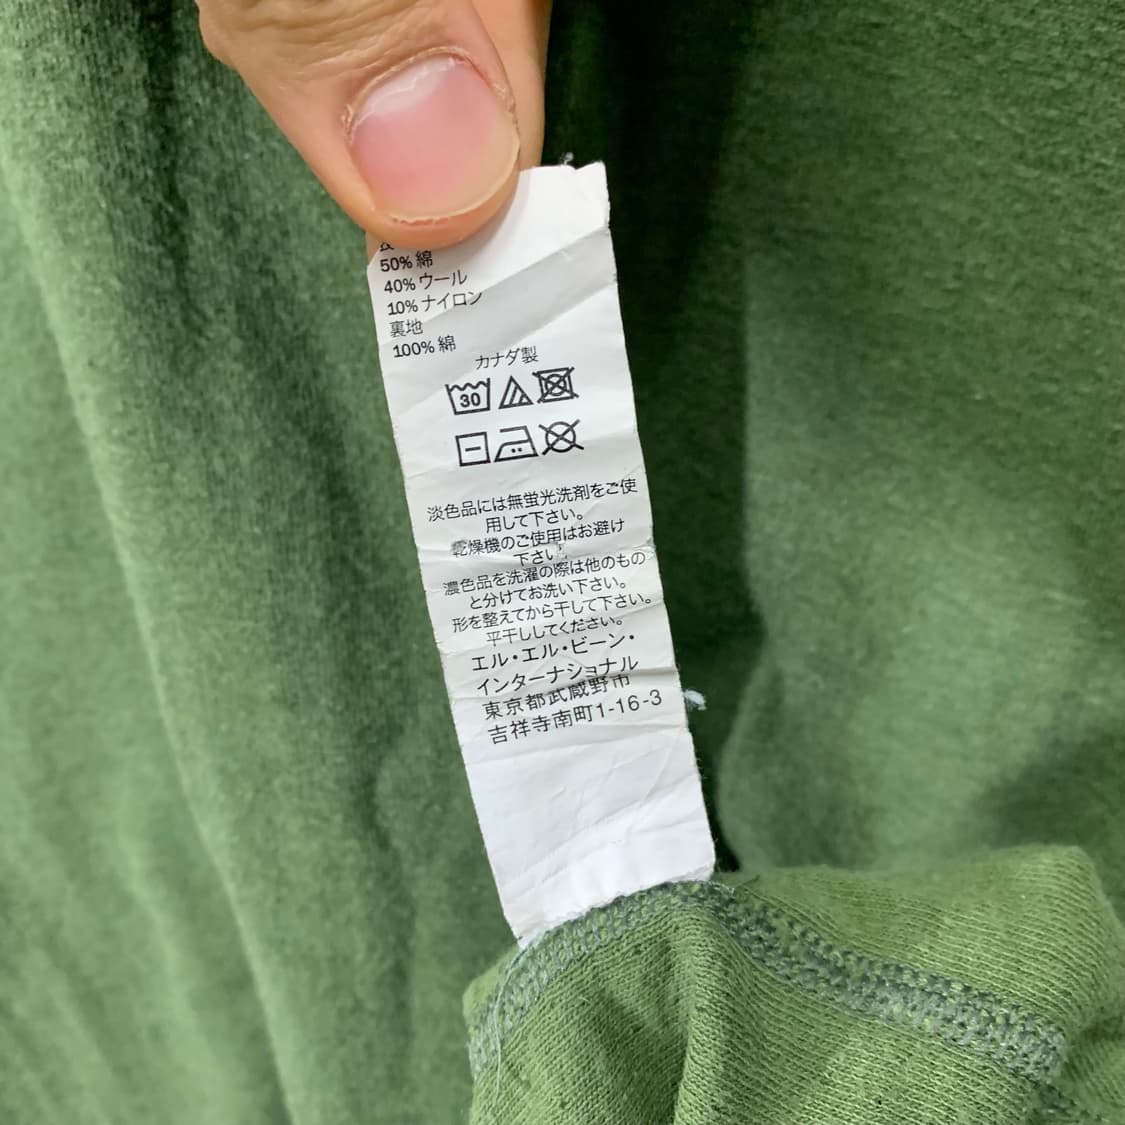 50% 綿
40% ウール
10% ナイロン
裏地
100% 綿
カナダ製
30
淡色品には無蛍光洗剤をご使
用して下さい。
乾燥機のご使用はお避け
下さい。
濃色品を洗濯の際は他のもの
と分けてお洗い下さい。
形を整えてから干して下さい。
平干ししてください。
エル・エル・ビーン・
インターナショナル
東京都武蔵野市
吉祥寺南町1-16-3